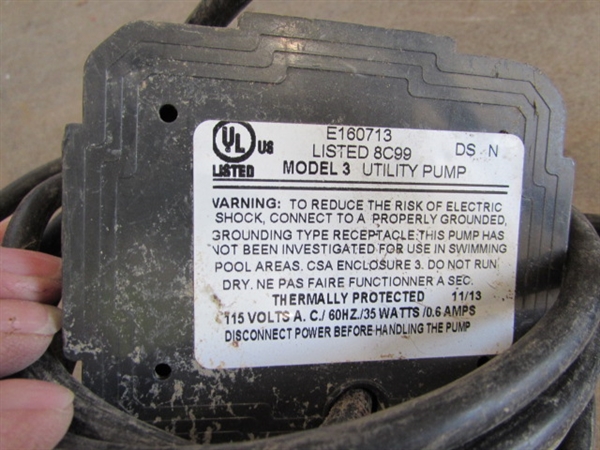 UL US
LISTED
E160713
LISTED 8C99 DS N
MODEL 3 UTILITY PUMP
WARNING: TO REDUCE THE RISK OF ELECTRIC
SHOCK, CONNECT TO A PROPERLY GROUNDED,
GROUNDING TYPE RECEPTACLE THIS PUMP HAS
NOT BEEN INVESTIGATED FOR USE IN SWIMMING
POOL AREAS. CSA ENCLOSURE 3. DO NOT RUN
DRY. NE PAS FAIRE FUNCTIONNER A SEC.
THERMALLY PROTECTED 11/13
115 VOLTS A. C./ 60HZ./35 WATTS /0.6 AMPS
DISCONNECT POWER BEFORE HANDLING THE PUMP